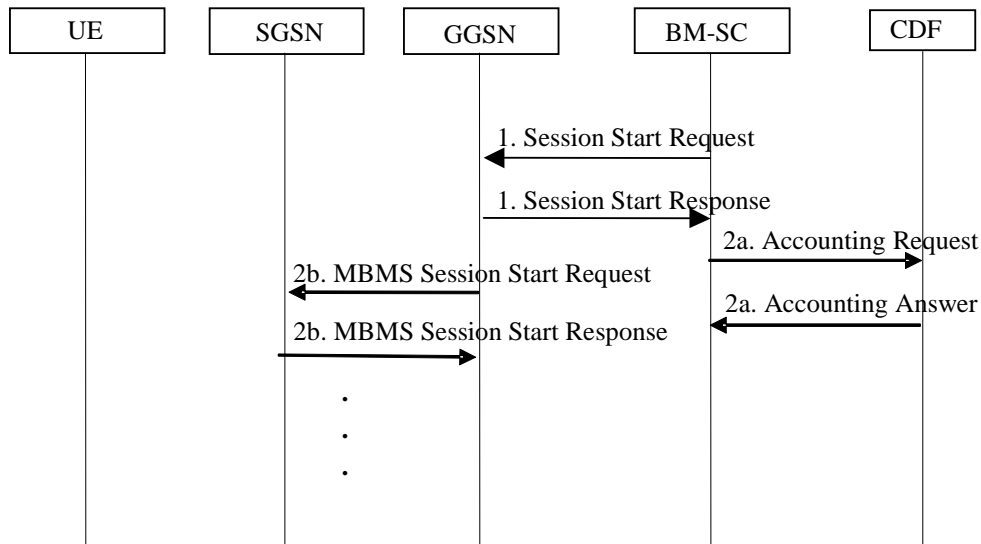 UE
SGSN
GGSN
BM-SC
CDF
1. Session Start Request
1. Session Start Response
2a. Accounting Request
2b. MBMS Session Start Request
2a. Accounting Answer
2b. MBMS Session Start Response
.
.
.